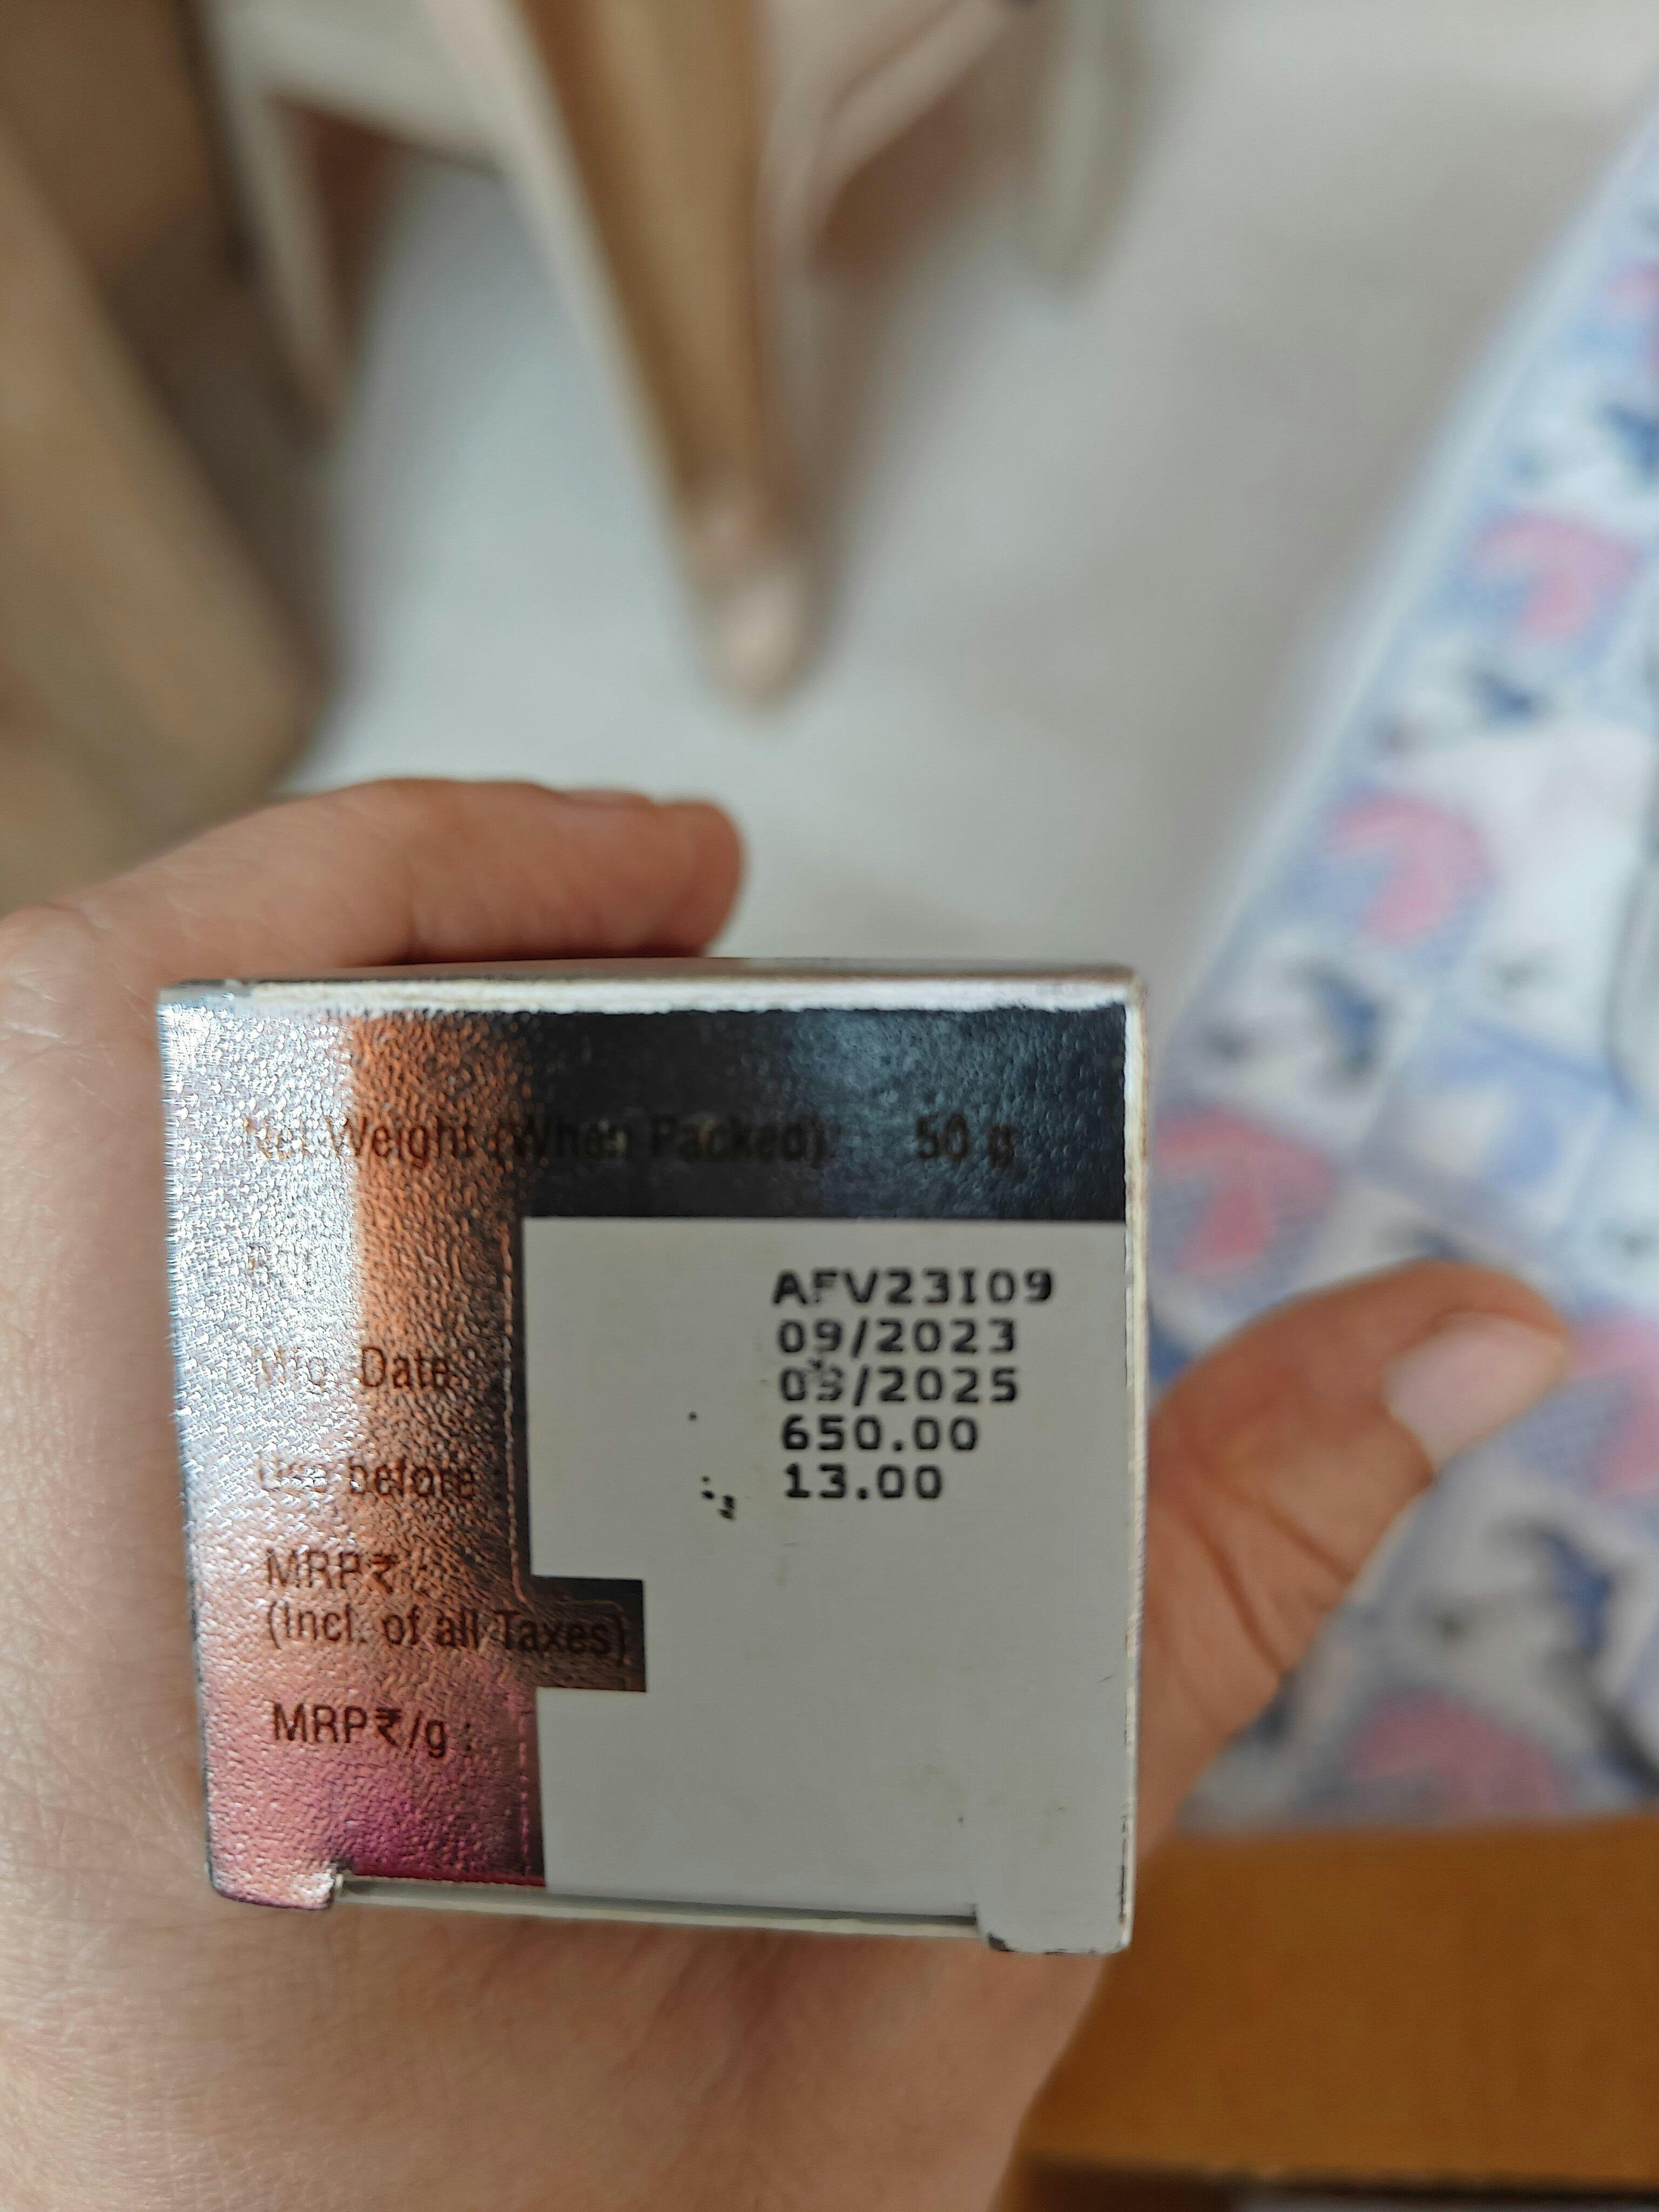 Net Weight (When Packed): 50 g
AFV23I09
Mfg. Date : 09/2023
Use before : /2025
MRP₹ : 650.00
(Incl. of all Taxes)
MRP₹/g : 13.00